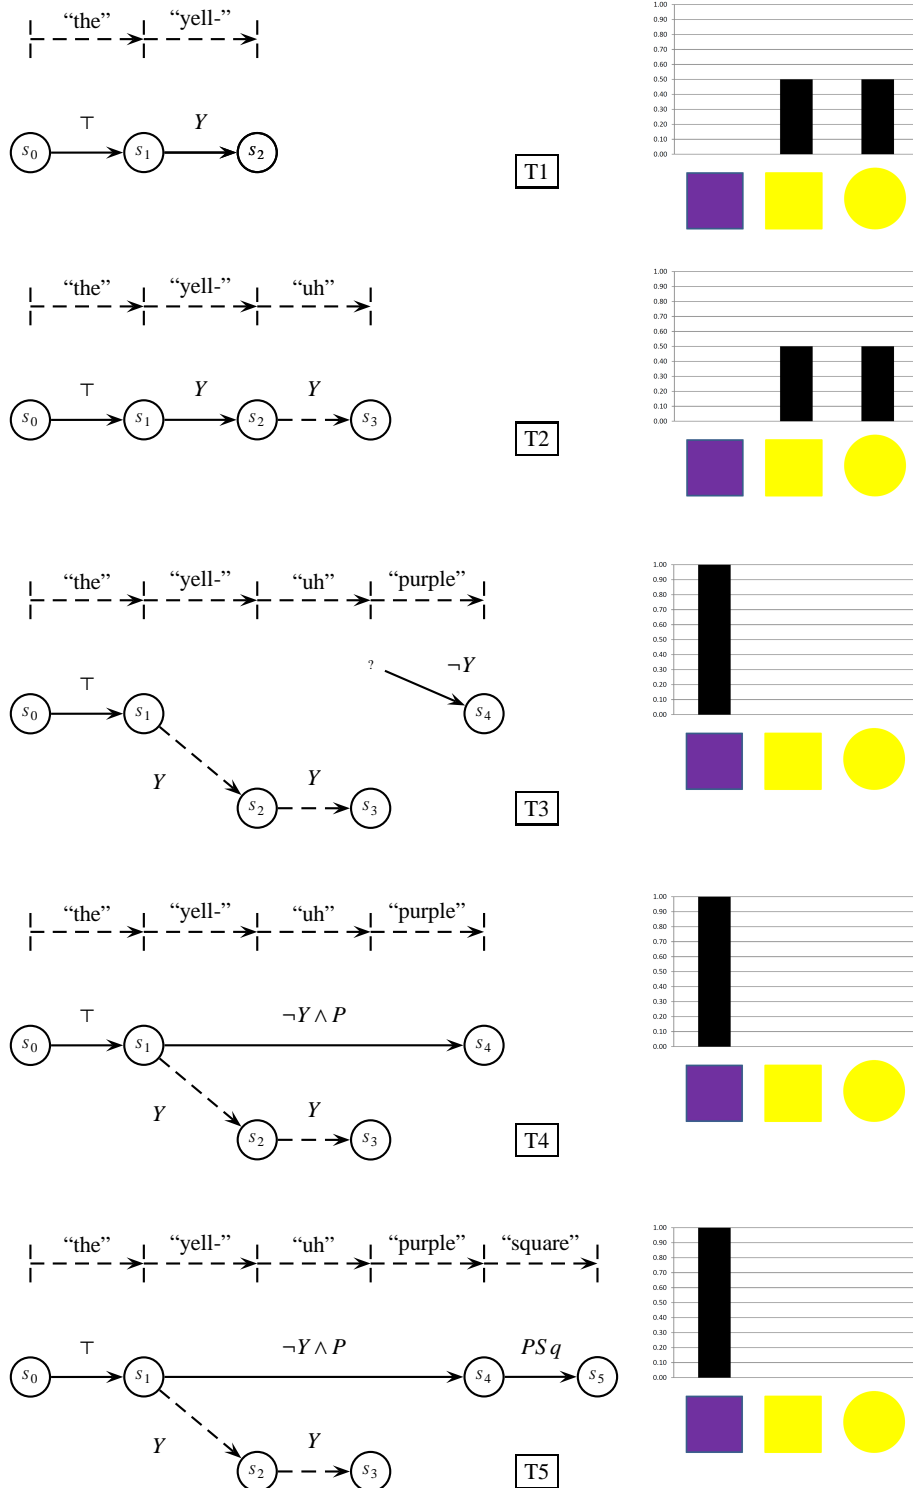 “the” “yell-”
1.00
0.90
0.80
0.70
0.60
0.50
0.40
0.30
0.20
0.10
0.00
⊤ Y
s0 s1 s2
T1
“the” “yell-” “uh”
1.00
0.90
0.80
0.70
0.60
0.50
0.40
0.30
0.20
0.10
0.00
⊤ Y Y
s0 s1 s2 s3
T2
“the” “yell-” “uh” “purple”
1.00
0.90
0.80
0.70
0.60
0.50
0.40
0.30
0.20
0.10
0.00
? ¬Y
⊤
s0 s1 s4
Y Y
s2 s3
T3
“the” “yell-” “uh” “purple”
1.00
0.90
0.80
0.70
0.60
0.50
0.40
0.30
0.20
0.10
0.00
⊤ ¬Y ∧ P
s0 s1 s4
Y Y
s2 s3
T4
“the” “yell-” “uh” “purple” “square”
1.00
0.90
0.80
0.70
0.60
0.50
0.40
0.30
0.20
0.10
0.00
⊤ ¬Y ∧ P PSq
s0 s1 s4 s5
Y Y
s2 s3
T5